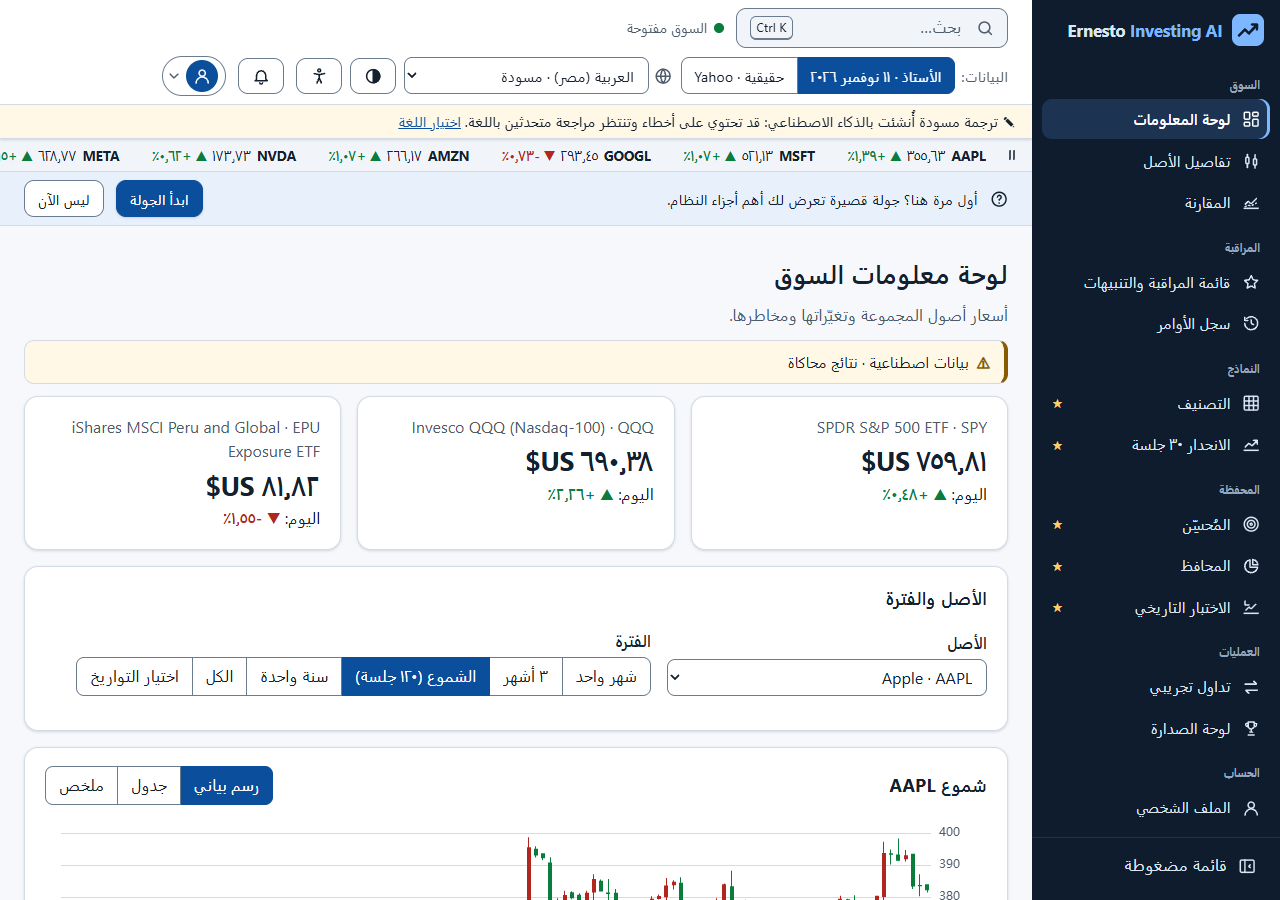 Ernesto Investing AI
السوق
لوحة المعلومات
تفاصيل الأصل
المقارنة
المراقبة
قائمة المراقبة والتنبيهات
سجل الأوامر
النماذج
التصنيف
الانحدار ٣٠ جلسة
المحفظة
المُحسِّن
المحافظ
الاختبار التاريخي
العمليات
تداول تجريبي
لوحة الصدارة
الحساب
الملف الشخصي
قائمة مضغوطة
بحث... Ctrl K
السوق مفتوحة
البيانات: الأستاذ · ١١ نوفمبر ٢٠٢٦ حقيقية · Yahoo
العربية (مصر) · مسودة
ترجمة مسودة أُنشئت بالذكاء الاصطناعي: قد تحتوي على أخطاء وتنتظر مراجعة متحدثين باللغة. اختيار اللغة
AAPL ٣٥٥,٦٣ ▲ +١,٣٩٪ MSFT ٥٢١,١٣ ▲ +١,٠٧٪ GOOGL ٢٩٣,٤٥ ▼ -٠,٧٣٪ AMZN ٢٦٦,١٧ ▲ +١,٠٧٪ NVDA ١٧٣,٧٣ ▲ +٠,٦٢٪ META ٦٢٨,٧٧ ▲
أول مرة هنا؟ جولة قصيرة تعرض لك أهم أجزاء النظام.
ابدأ الجولة
ليس الآن
لوحة معلومات السوق
أسعار أصول المجموعة وتغيّراتها ومخاطرها.
⚠ بيانات اصطناعية · نتائج محاكاة
SPDR S&P 500 ETF · SPY
٧٥٩,٨١ US$
اليوم: ▲ +٠,٤٨٪
Invesco QQQ (Nasdaq-100) · QQQ
٦٩٠,٣٨ US$
اليوم: ▲ +٢,٢٦٪
iShares MSCI Peru and Global · EPU
Exposure ETF
٨١,٨٢ US$
اليوم: ▼ -١,٥٥٪
الأصل والفترة
الأصل
Apple · AAPL
الفترة
شهر واحد ٣ أشهر الشموع (١٢٠ جلسة) سنة واحدة الكل اختيار التواريخ
شموع AAPL
رسم بياني جدول ملخص
400
390
380